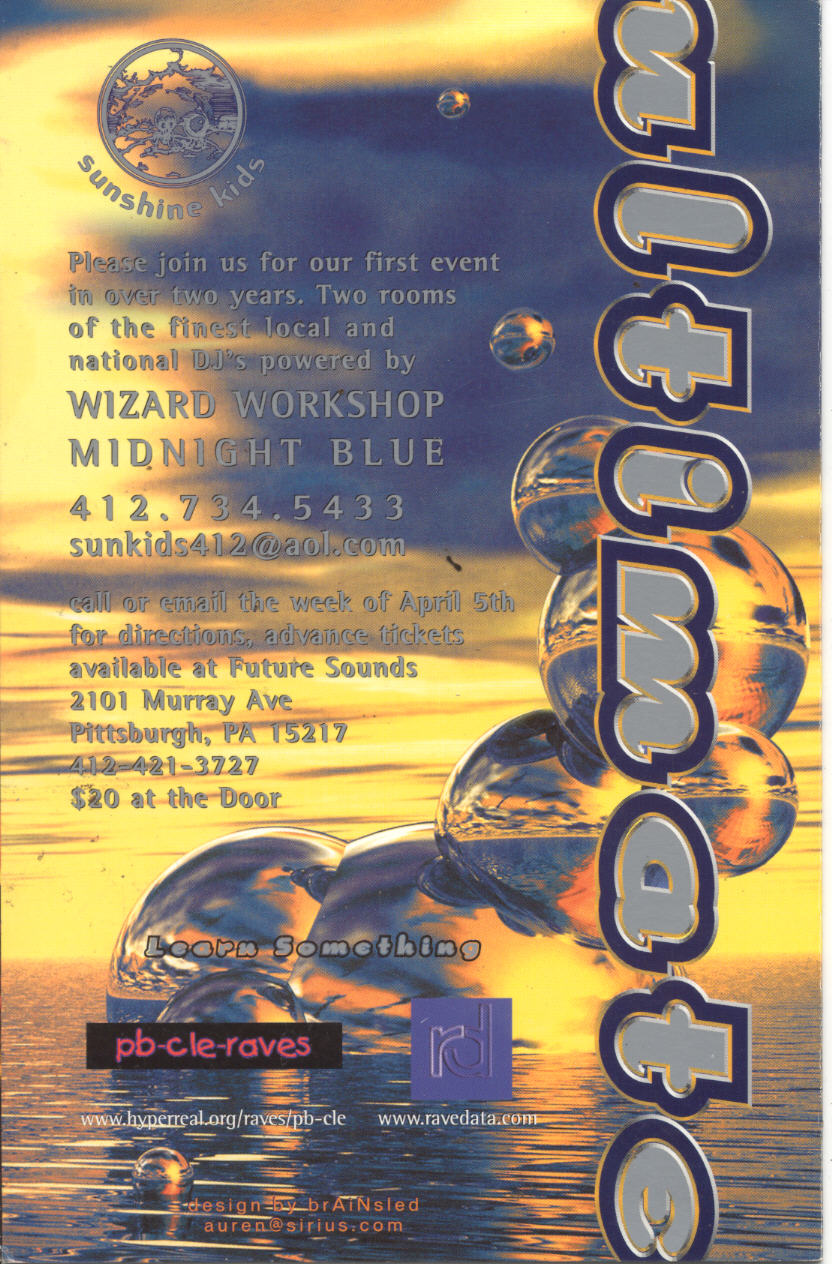 sunshine kids
Please join us for our first event
in over two years. Two rooms
of the finest local and
national DJ's powered by
WIZARD WORKSHOP
MIDNIGHT BLUE
412.734.5433
sunkids412@aol.com
call or email the week of April 5th
for directions, advance tickets
available at Future Sounds
2101 Murray Ave
Pittsburgh, PA 15217
412-421-3727
$20 at the Door
Learn Something
pb-cle-raves
rd
www.hyperreal.org/raves/pb-cle www.ravedata.com
design by brAiNsled
auren@sirius.com
ultimate